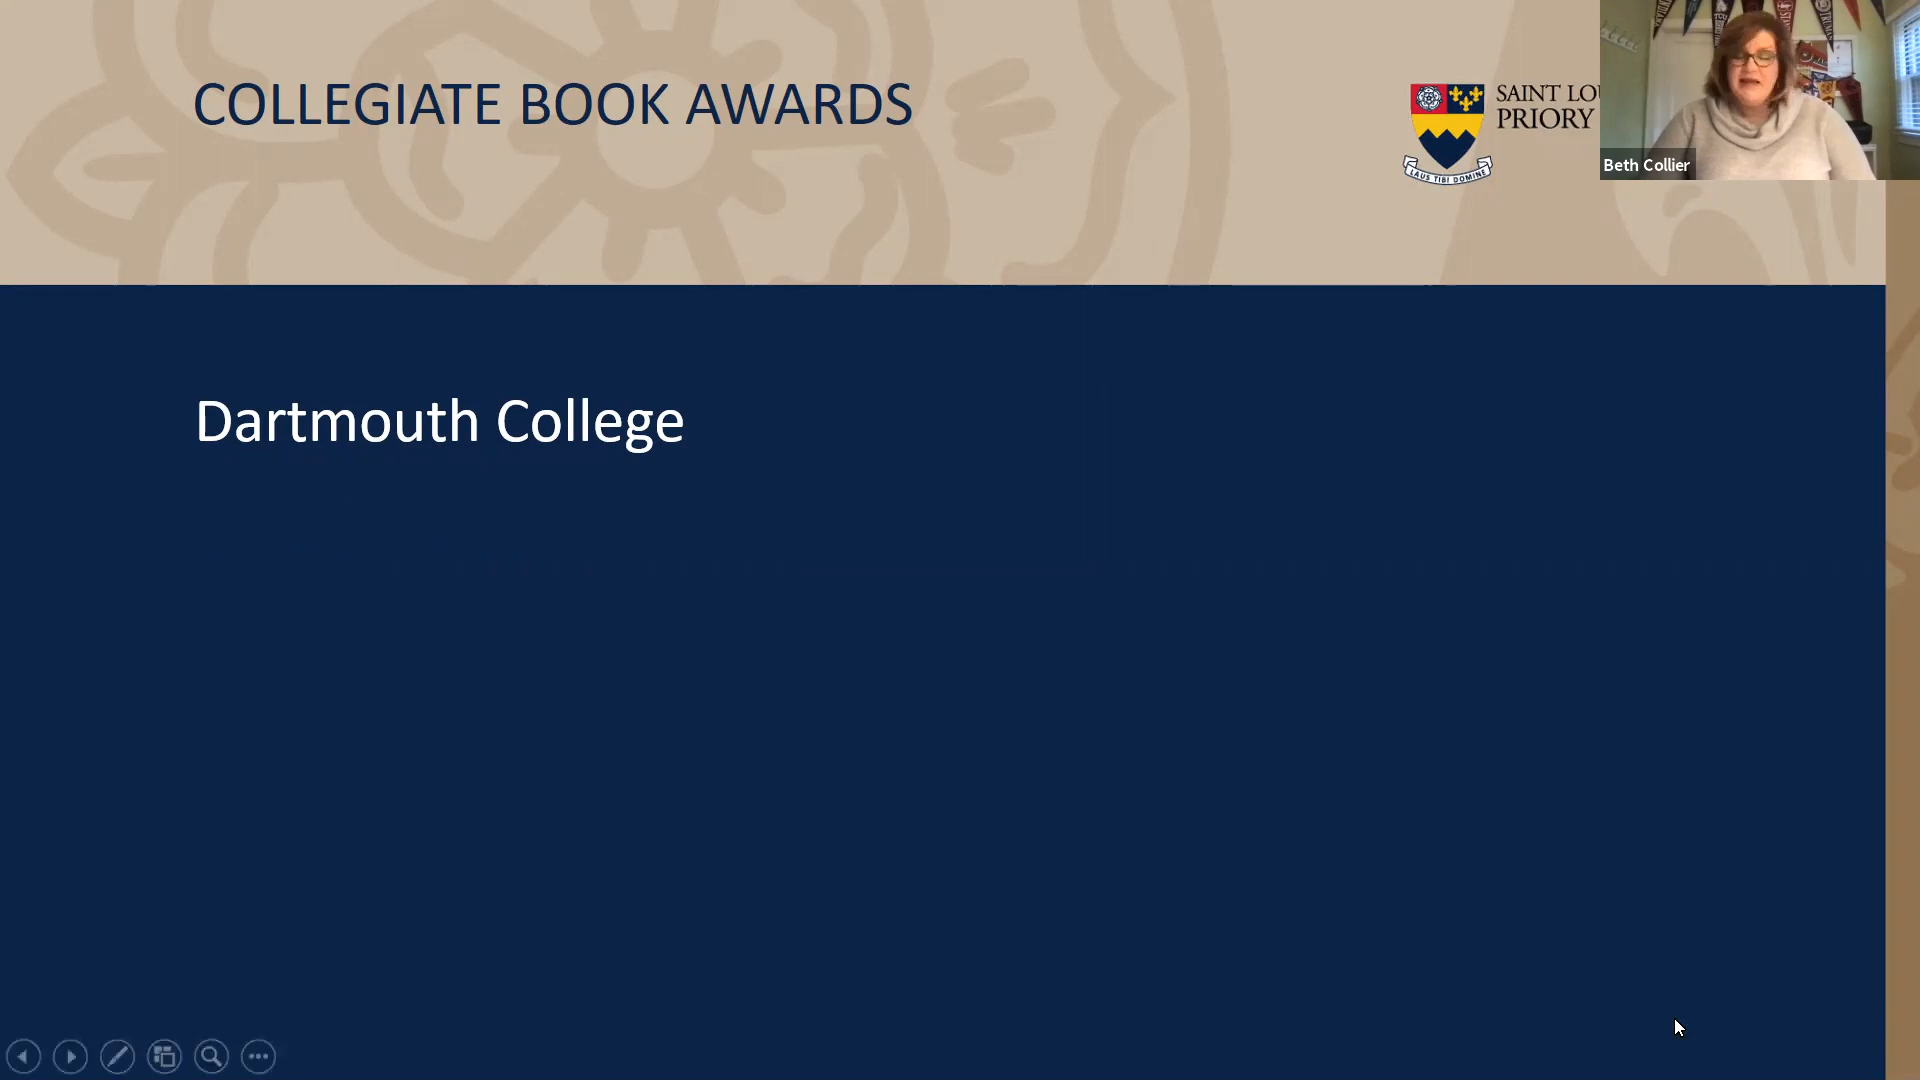 COLLEGIATE BOOK AWARDS
SAINT LOU
PRIORY
LAUS TIBI DOMINE
Beth Collier
Dartmouth College